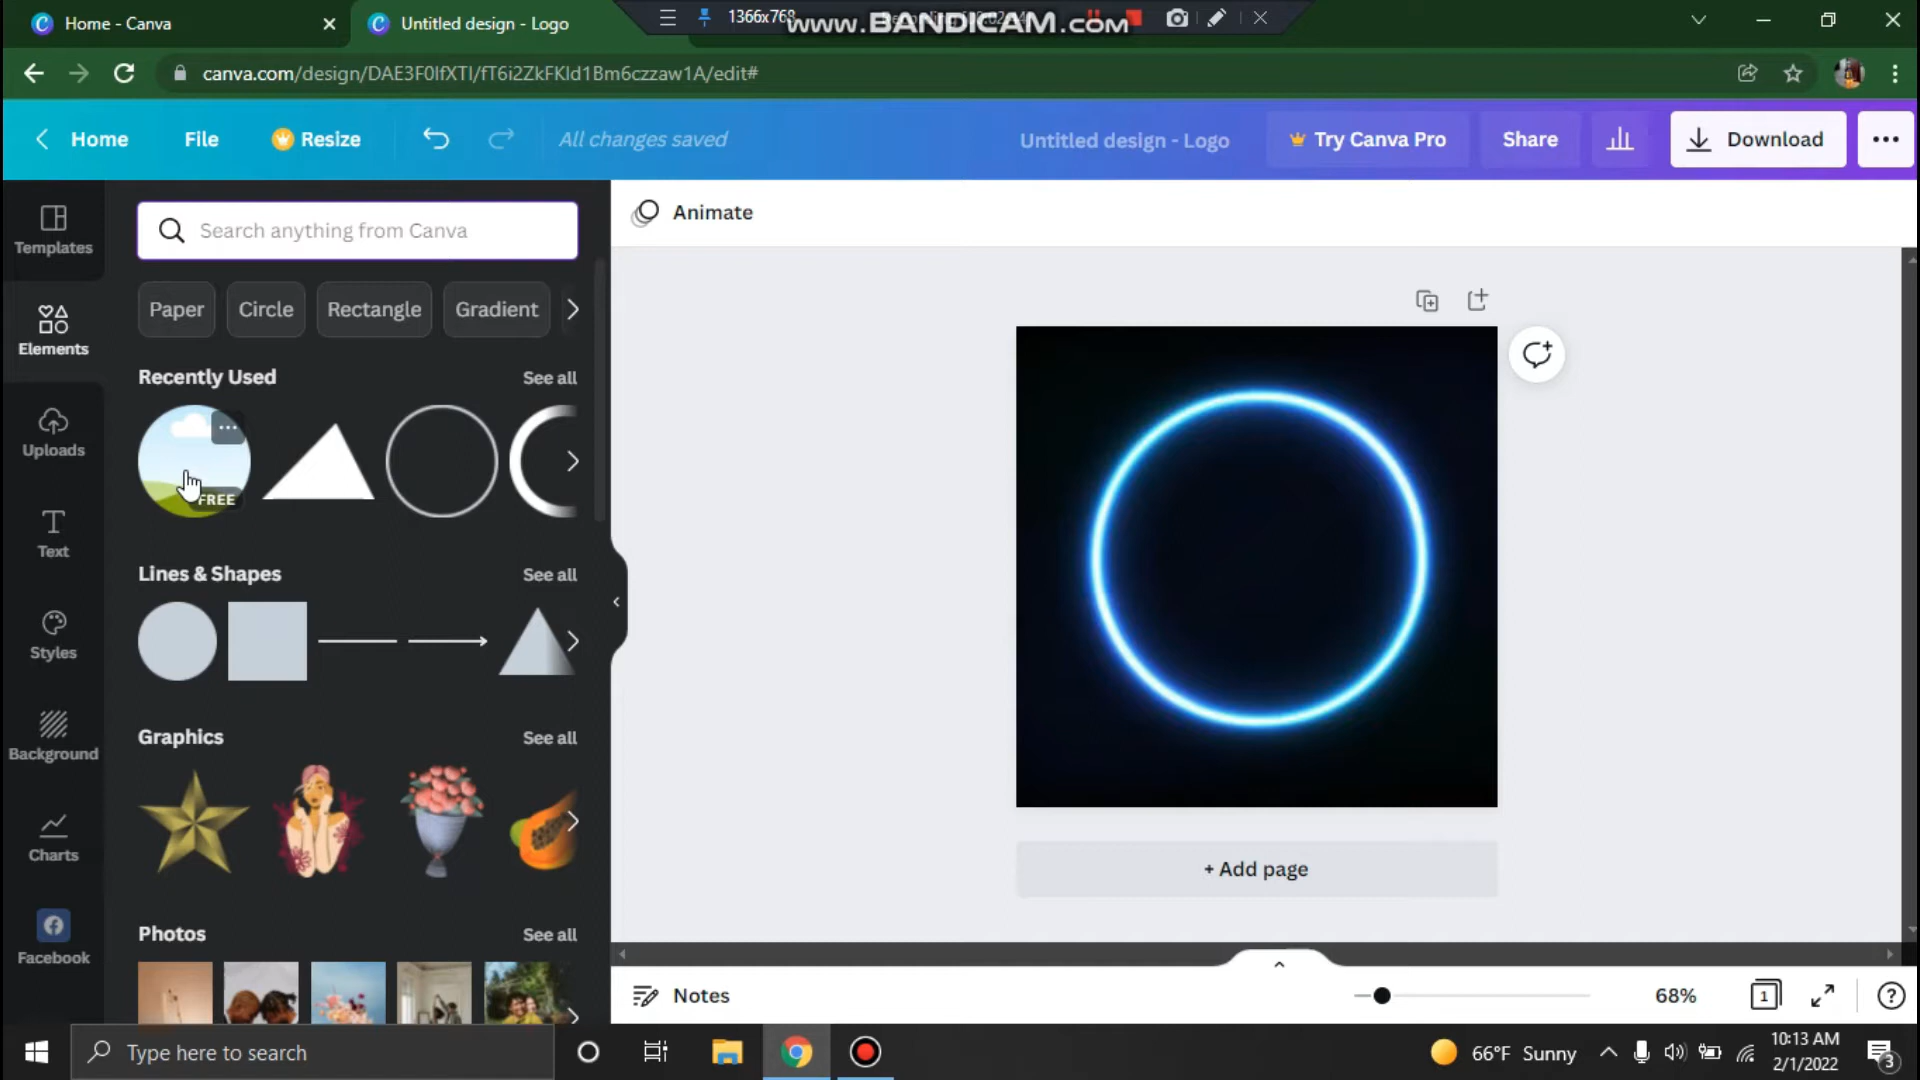 Home - Canva
Untitled design - Logo
1366x768
www.BANDICAM.com
canva.com/design/DAE3F0lfXTI/fT6i2ZkFKld1Bm6czzaw1A/edit#
Home
File
Resize
All changes saved
Untitled design - Logo
Try Canva Pro
Share
Download
Templates
Elements
Uploads
Text
Styles
Background
Charts
Facebook
Search anything from Canva
Paper
Circle
Rectangle
Gradient
Recently Used
See all
FREE
Lines & Shapes
See all
Graphics
See all
Photos
See all
Animate
+ Add page
Notes
68%
1
Type here to search
66°F Sunny
10:13 AM
2/1/2022
3